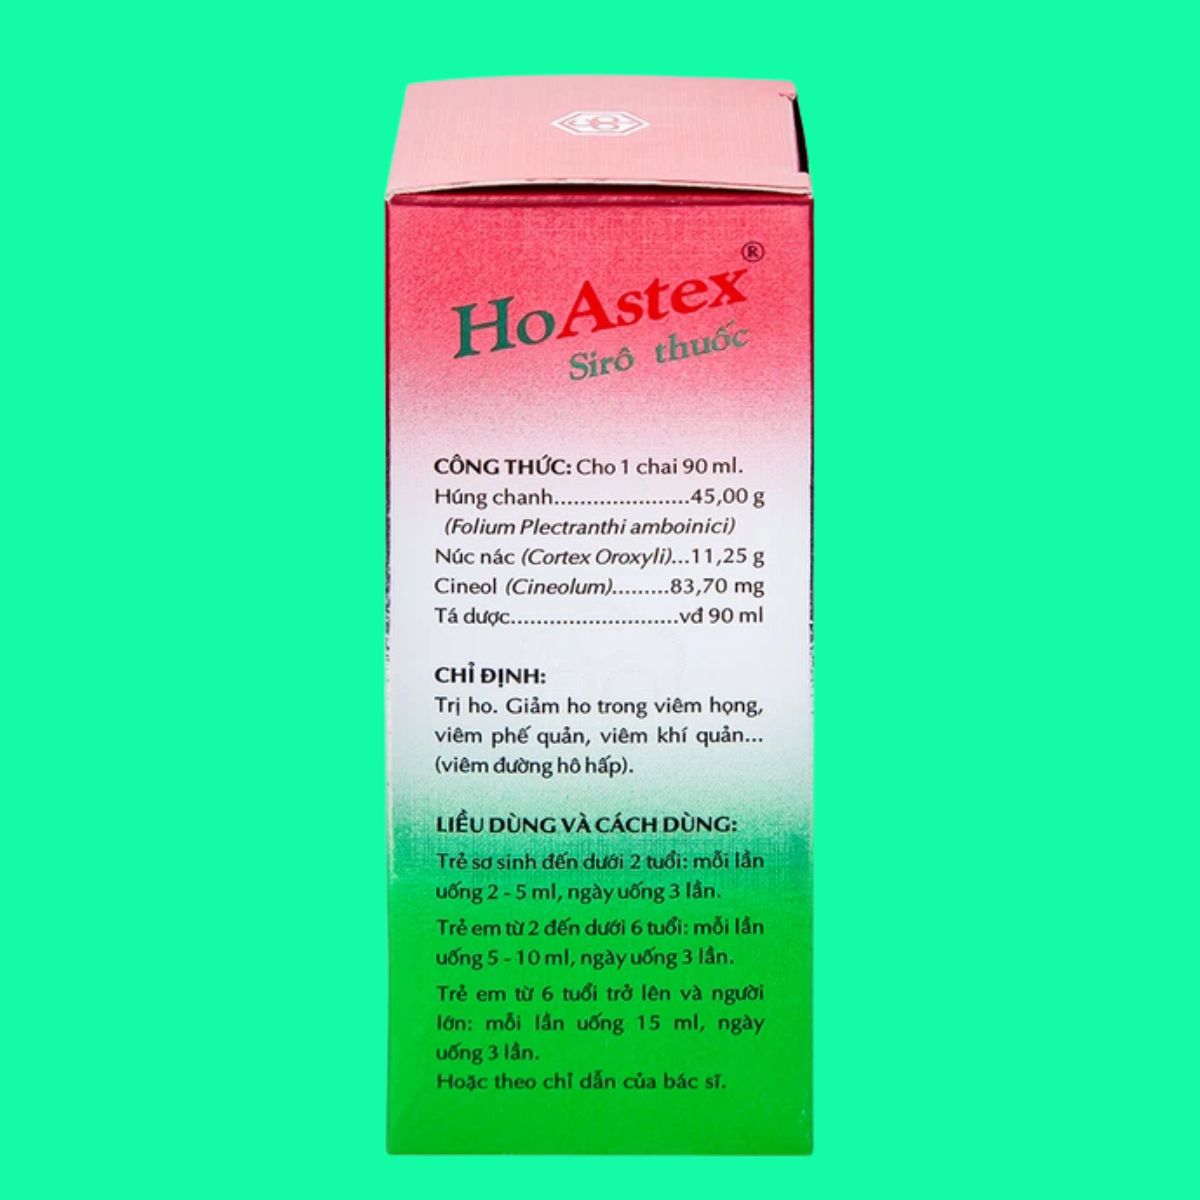 HoAstex®
Sirô thuốc
CÔNG THỨC: Cho 1 chai 90 ml.
Húng chanh.....................45,00 g
(Folium Plectranthi amboinici)
Núc nác (Cortex Oroxyli)...11,25 g
Cineol (Cineolum).........83,70 mg
Tá dược..........................vđ 90 ml
CHỈ ĐỊNH:
Trị ho. Giảm ho trong viêm họng,
viêm phế quản, viêm khí quản...
(viêm đường hô hấp).
LIỀU DÙNG VÀ CÁCH DÙNG:
Trẻ sơ sinh đến dưới 2 tuổi: mỗi lần
uống 2 - 5 ml, ngày uống 3 lần.
Trẻ em từ 2 đến dưới 6 tuổi: mỗi lần
uống 5 - 10 ml, ngày uống 3 lần.
Trẻ em từ 6 tuổi trở lên và người
lớn: mỗi lần uống 15 ml, ngày
uống 3 lần.
Hoặc theo chỉ dẫn của bác sĩ.